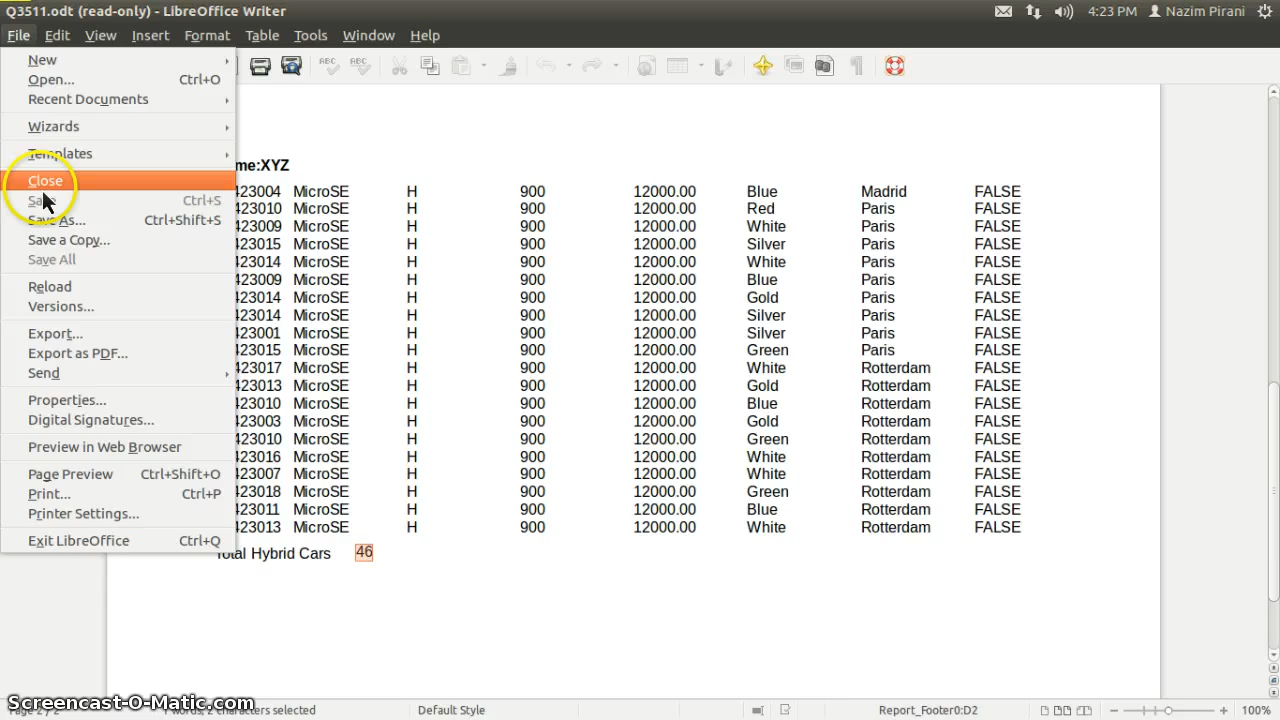 Q3511.odt (read-only) - LibreOffice Writer 4:23 PM Nazim Pirani
File Edit View Insert Format Table Tools Window Help
New
Open... Ctrl+O
Recent Documents
Wizards
Templates
Close
Save Ctrl+S
Save As... Ctrl+Shift+S
Save a Copy...
Save All
Reload
Versions...
Export...
Export as PDF...
Send
Properties...
Digital Signatures...
Preview in Web Browser
Page Preview Ctrl+Shift+O
Print... Ctrl+P
Printer Settings...
Exit LibreOffice Ctrl+Q
ABC ABC
me:XYZ
423004 MicroSE H 900 12000.00 Blue Madrid FALSE
423010 MicroSE H 900 12000.00 Red Paris FALSE
423009 MicroSE H 900 12000.00 White Paris FALSE
423015 MicroSE H 900 12000.00 Silver Paris FALSE
423014 MicroSE H 900 12000.00 White Paris FALSE
423009 MicroSE H 900 12000.00 Blue Paris FALSE
423014 MicroSE H 900 12000.00 Gold Paris FALSE
423014 MicroSE H 900 12000.00 Silver Paris FALSE
423001 MicroSE H 900 12000.00 Silver Paris FALSE
423015 MicroSE H 900 12000.00 Green Paris FALSE
423017 MicroSE H 900 12000.00 White Rotterdam FALSE
423013 MicroSE H 900 12000.00 Gold Rotterdam FALSE
423010 MicroSE H 900 12000.00 Blue Rotterdam FALSE
423003 MicroSE H 900 12000.00 Gold Rotterdam FALSE
423010 MicroSE H 900 12000.00 Green Rotterdam FALSE
423016 MicroSE H 900 12000.00 White Rotterdam FALSE
423007 MicroSE H 900 12000.00 White Rotterdam FALSE
423018 MicroSE H 900 12000.00 Green Rotterdam FALSE
423011 MicroSE H 900 12000.00 Blue Rotterdam FALSE
423013 MicroSE H 900 12000.00 White Rotterdam FALSE
Total Hybrid Cars 46
Screencast-O-Matic.com
words, 2 characters selected Default Style Report_Footer0:D2 100%